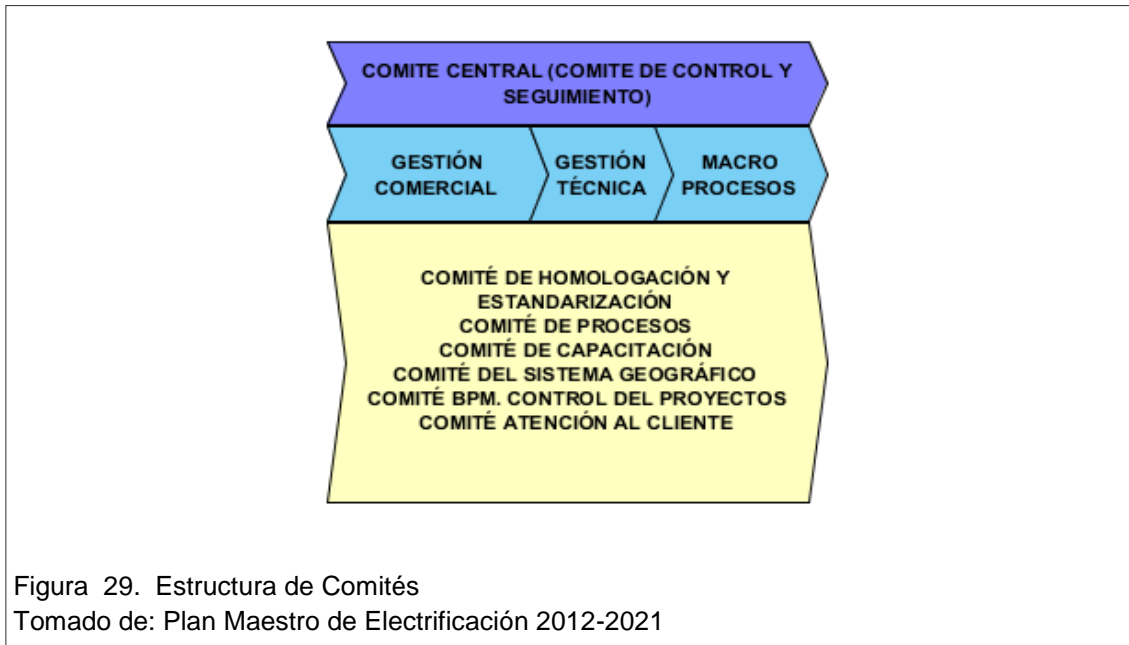 COMITE CENTRAL (COMITE DE CONTROL Y
SEGUIMIENTO)
GESTIÓN
COMERCIAL
GESTIÓN
TÉCNICA
MACRO
PROCESOS
COMITÉ DE HOMOLOGACIÓN Y
ESTANDARIZACIÓN
COMITÉ DE PROCESOS
COMITÉ DE CAPACITACIÓN
COMITÉ DEL SISTEMA GEOGRÁFICO
COMITÉ BPM. CONTROL DEL PROYECTOS
COMITÉ ATENCIÓN AL CLIENTE
Figura 29. Estructura de Comités
Tomado de: Plan Maestro de Electrificación 2012-2021